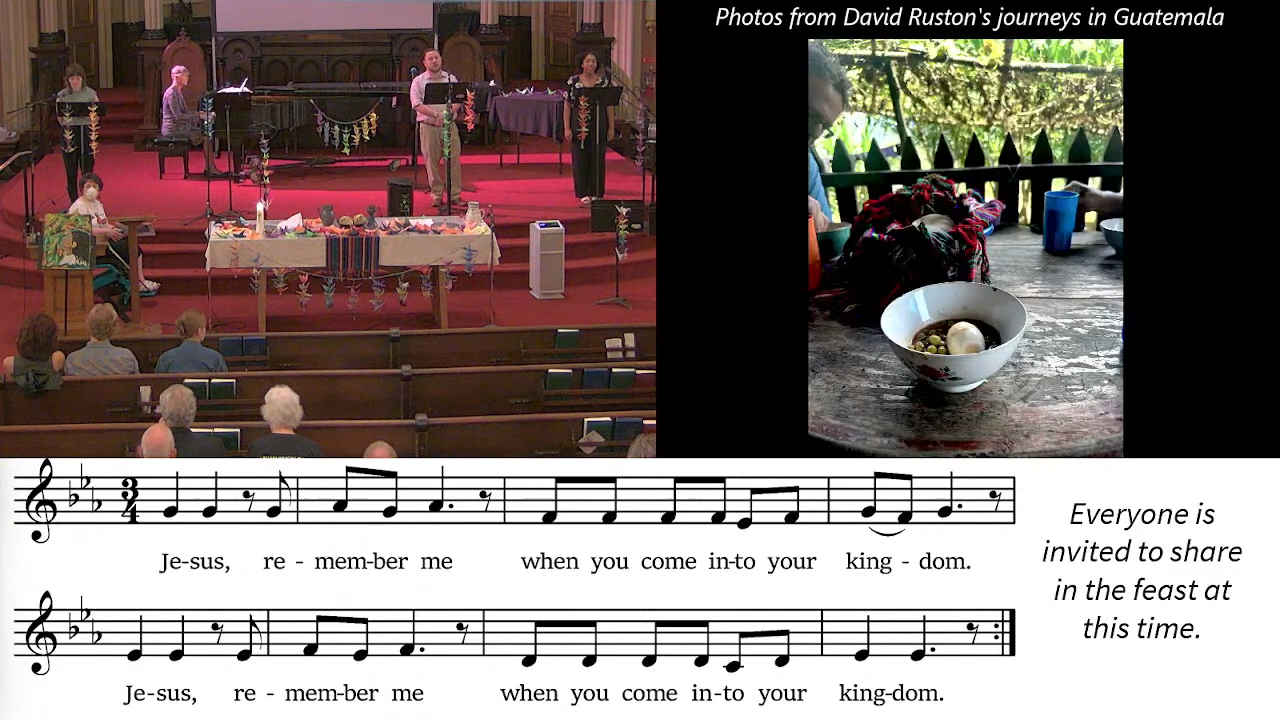 Photos from David Ruston's journeys in Guatemala
3
4
Je-sus, re - mem-ber me when you come in-to your king - dom.
Je-sus, re - mem-ber me when you come in-to your king-dom.
Everyone is
invited to share
in the feast at
this time.